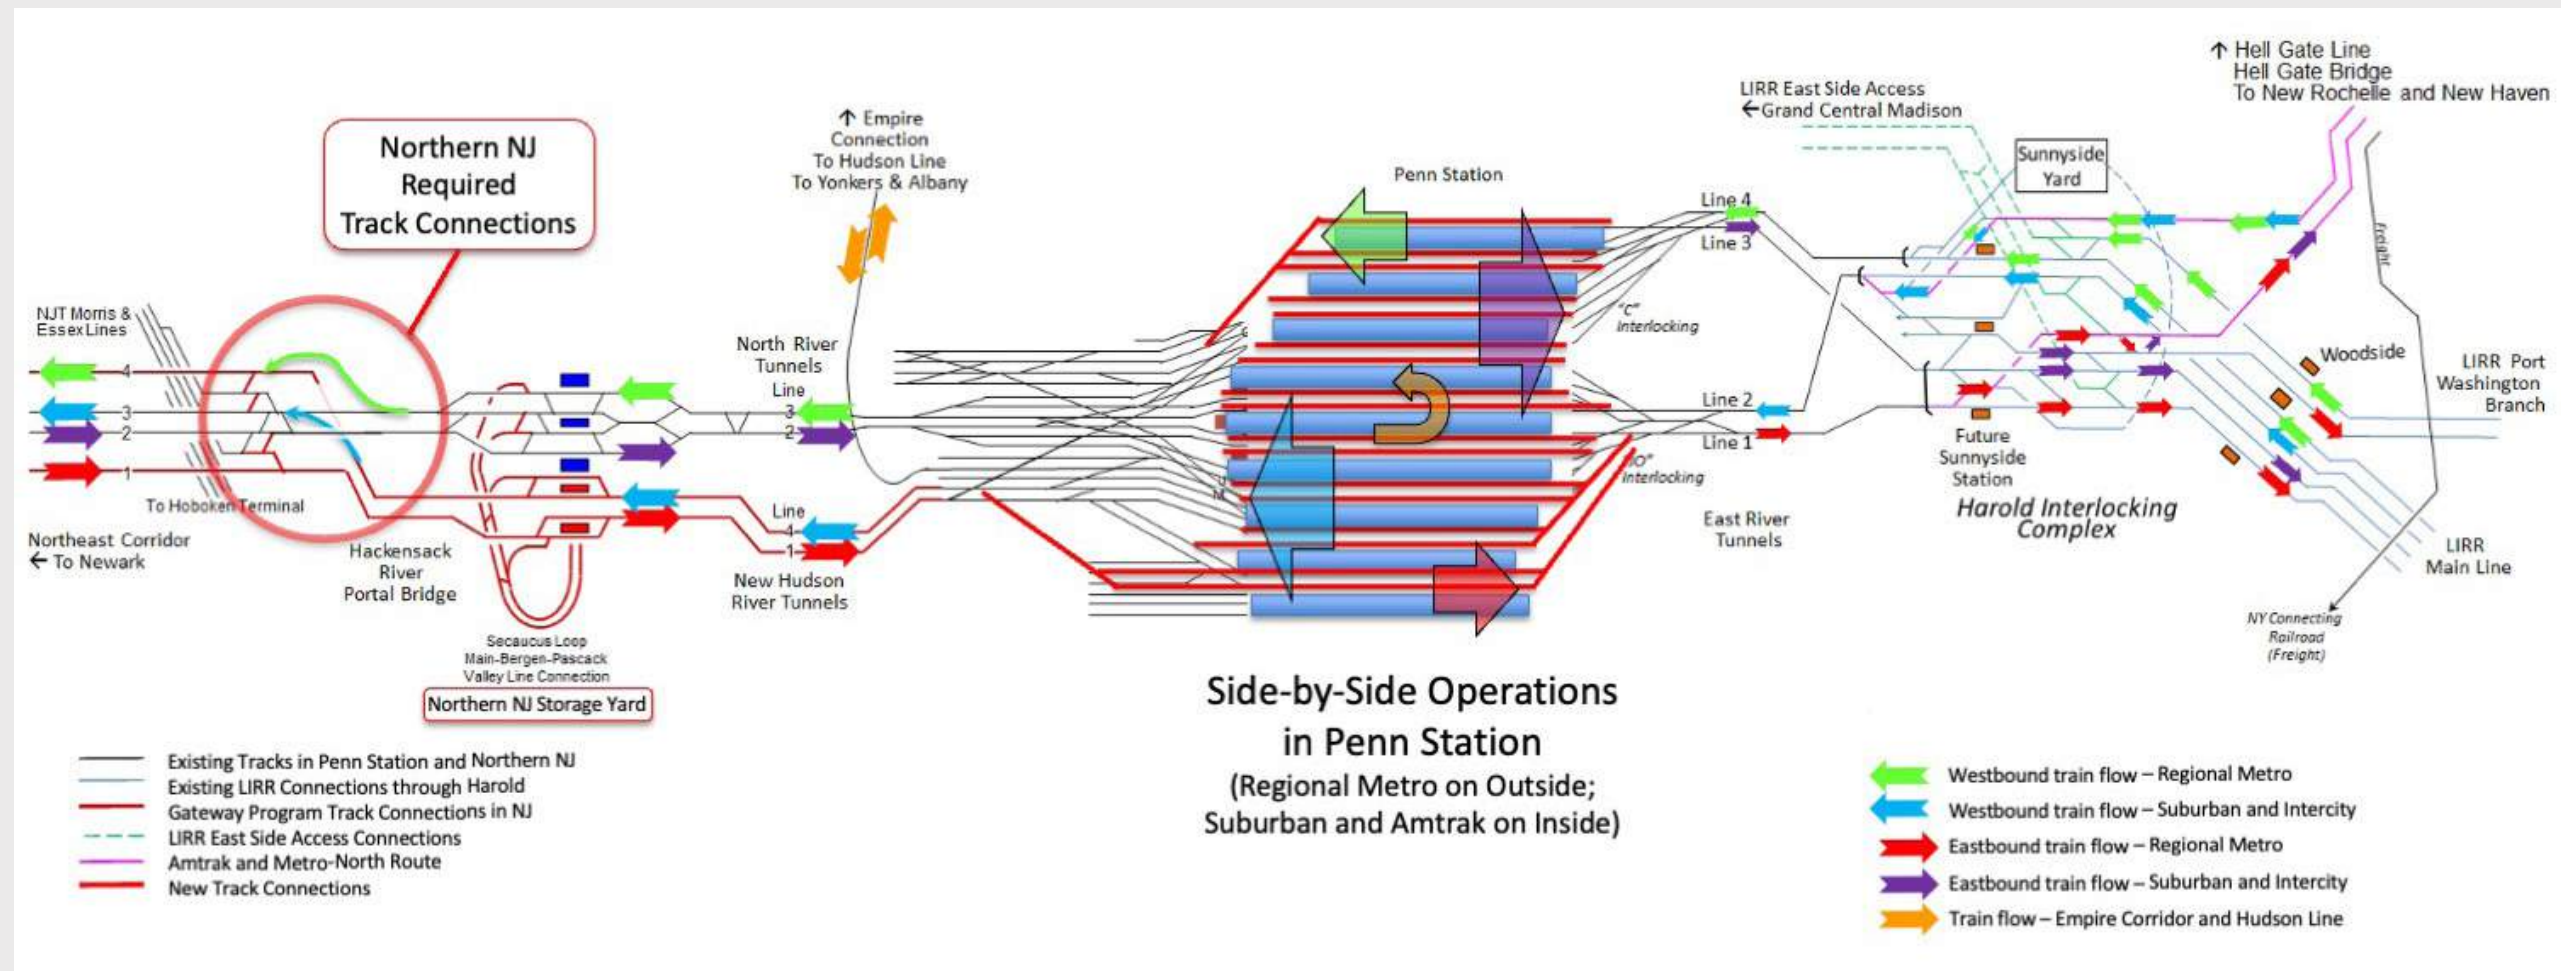 ↑ Hell Gate Line
Hell Gate Bridge
To New Rochelle and New Haven
LIRR East Side Access
←Grand Central Madison
Sunnyside
Yard
Northern NJ
Required
Track Connections
↑ Empire
Connection
To Hudson Line
To Yonkers & Albany
Penn Station
Line 4
Line 3
Freight
"C"
Interlocking
NJT Morris &
Essex Lines
4
3
2
1
To Hoboken Terminal
Northeast Corridor
← To Newark
Hackensack
River
Portal Bridge
North River
Tunnels
Line
3
2
Line
4
1
New Hudson
River Tunnels
Secaucus Loop
Main-Bergen-Pascack
Valley Line Connection
Northern NJ Storage Yard
Line 2
Line 1
Interlocking
East River
Tunnels
Woodside
LIRR Port
Washington
Branch
Future
Sunnyside
Station
Harold Interlocking
Complex
LIRR
Main Line
NY Connecting
Railroad
(Freight)
Side-by-Side Operations
in Penn Station
(Regional Metro on Outside;
Suburban and Amtrak on Inside)
Existing Tracks in Penn Station and Northern NJ
Existing LIRR Connections through Harold
Gateway Program Track Connections in NJ
LIRR East Side Access Connections
Amtrak and Metro-North Route
New Track Connections
Westbound train flow – Regional Metro
Westbound train flow – Suburban and Intercity
Eastbound train flow – Regional Metro
Eastbound train flow – Suburban and Intercity
Train flow – Empire Corridor and Hudson Line